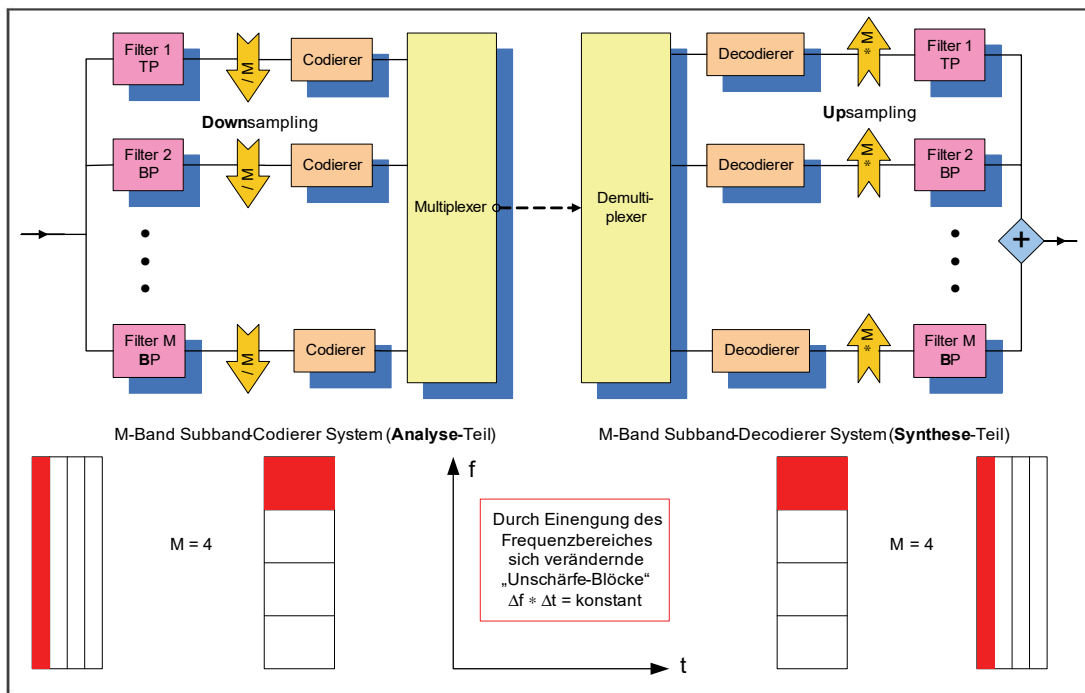 Filter 1
TP
/ M
Codierer
Downsampling
Filter 2
BP
/ M
Codierer
Multiplexer
Filter M
BP
/ M
Codierer
Demulti-
plexer
Decodierer
* M
Filter 1
TP
Upsampling
Decodierer
* M
Filter 2
BP
+
Decodierer
* M
Filter M
BP
M-Band Subband-Codierer System (Analyse-Teil)
M-Band Subband-Decodierer System (Synthese-Teil)
M = 4
f
t
Durch Einengung des
Frequenzbereiches
sich verändernde
„Unschärfe-Blöcke“
Δf * Δt = konstant
M = 4